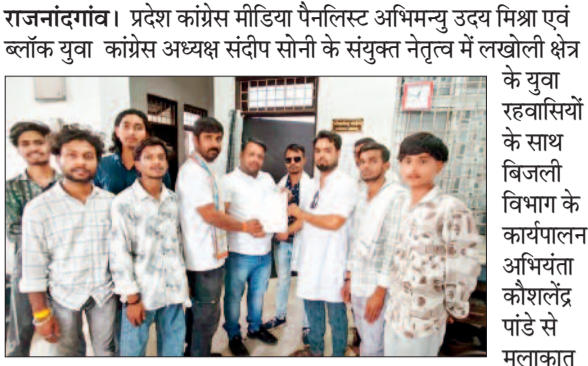 राजनांदगांव। प्रदेश कांग्रेस मीडिया पैनलिस्ट अभिमन्यु उदय मिश्रा एवं
ब्लॉक युवा कांग्रेस अध्यक्ष संदीप सोनी के संयुक्त नेतृत्व में लखोली क्षेत्र
के युवा
रहवासियों
के साथ
बिजली
विभाग के
कार्यपालन
अभियंता
कौशलेंद्र
पांडे से
मुलाकात